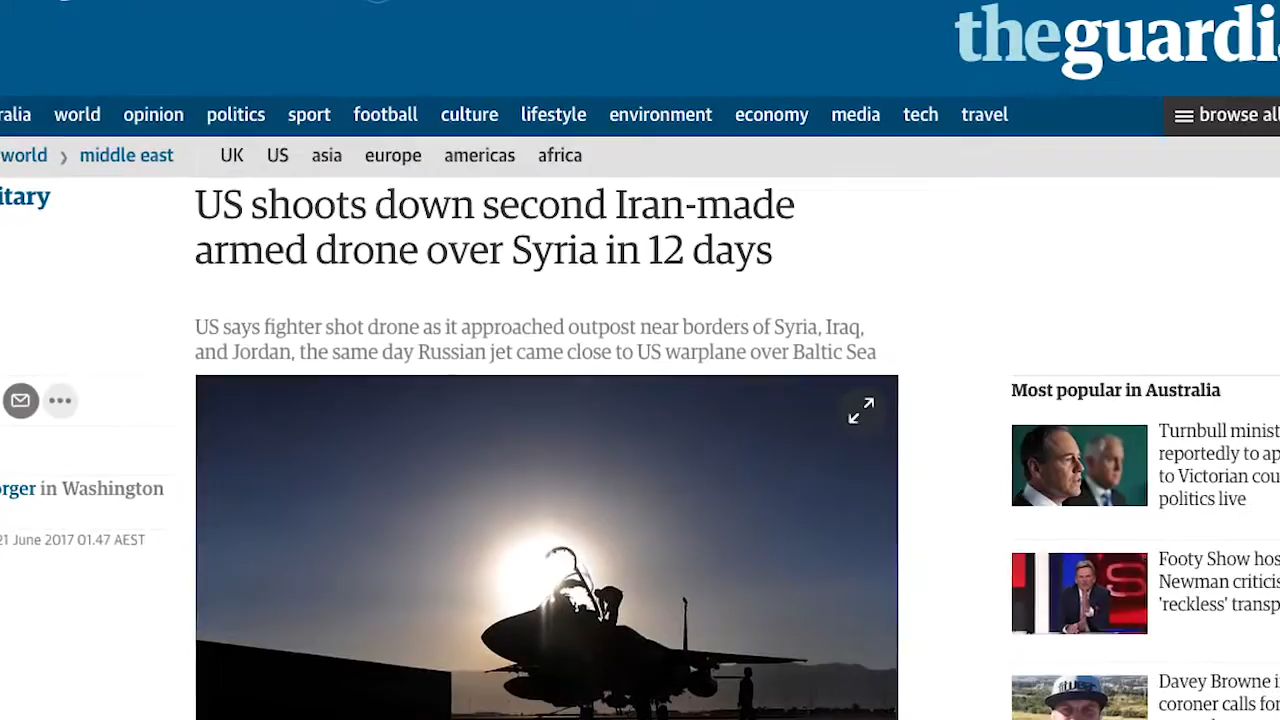 theguardi
ralia world opinion politics sport football culture lifestyle environment economy media tech travel browse all
world middle east UK US asia europe americas africa
itary
US shoots down second Iran-made
armed drone over Syria in 12 days
US says fighter shot drone as it approached outpost near borders of Syria, Iraq,
and Jordan, the same day Russian jet came close to US warplane over Baltic Sea
orger in Washington
21 June 2017 01.47 AEST
Most popular in Australia
Turnbull minist
reportedly to ap
to Victorian cou
politics live
Footy Show hos
Newman criticis
'reckless' transp
Davey Browne i
coroner calls for